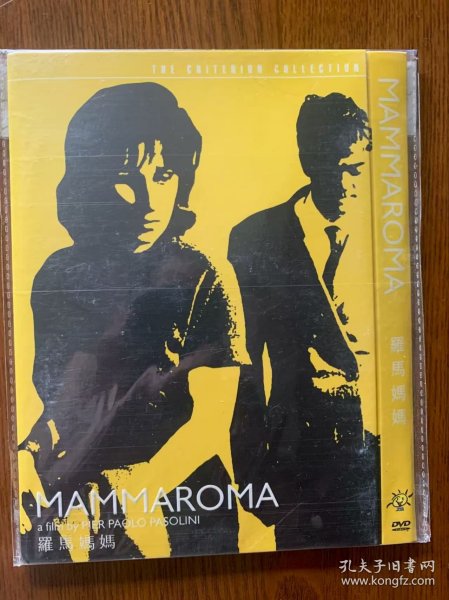 THE CRITERION COLLECTION
MAMMAROMA
a film by PIER PAOLO PASOLINI
羅馬媽媽
MAMMAROMA
羅馬媽媽
DVD
孔夫子旧书网
www.kongfz.com